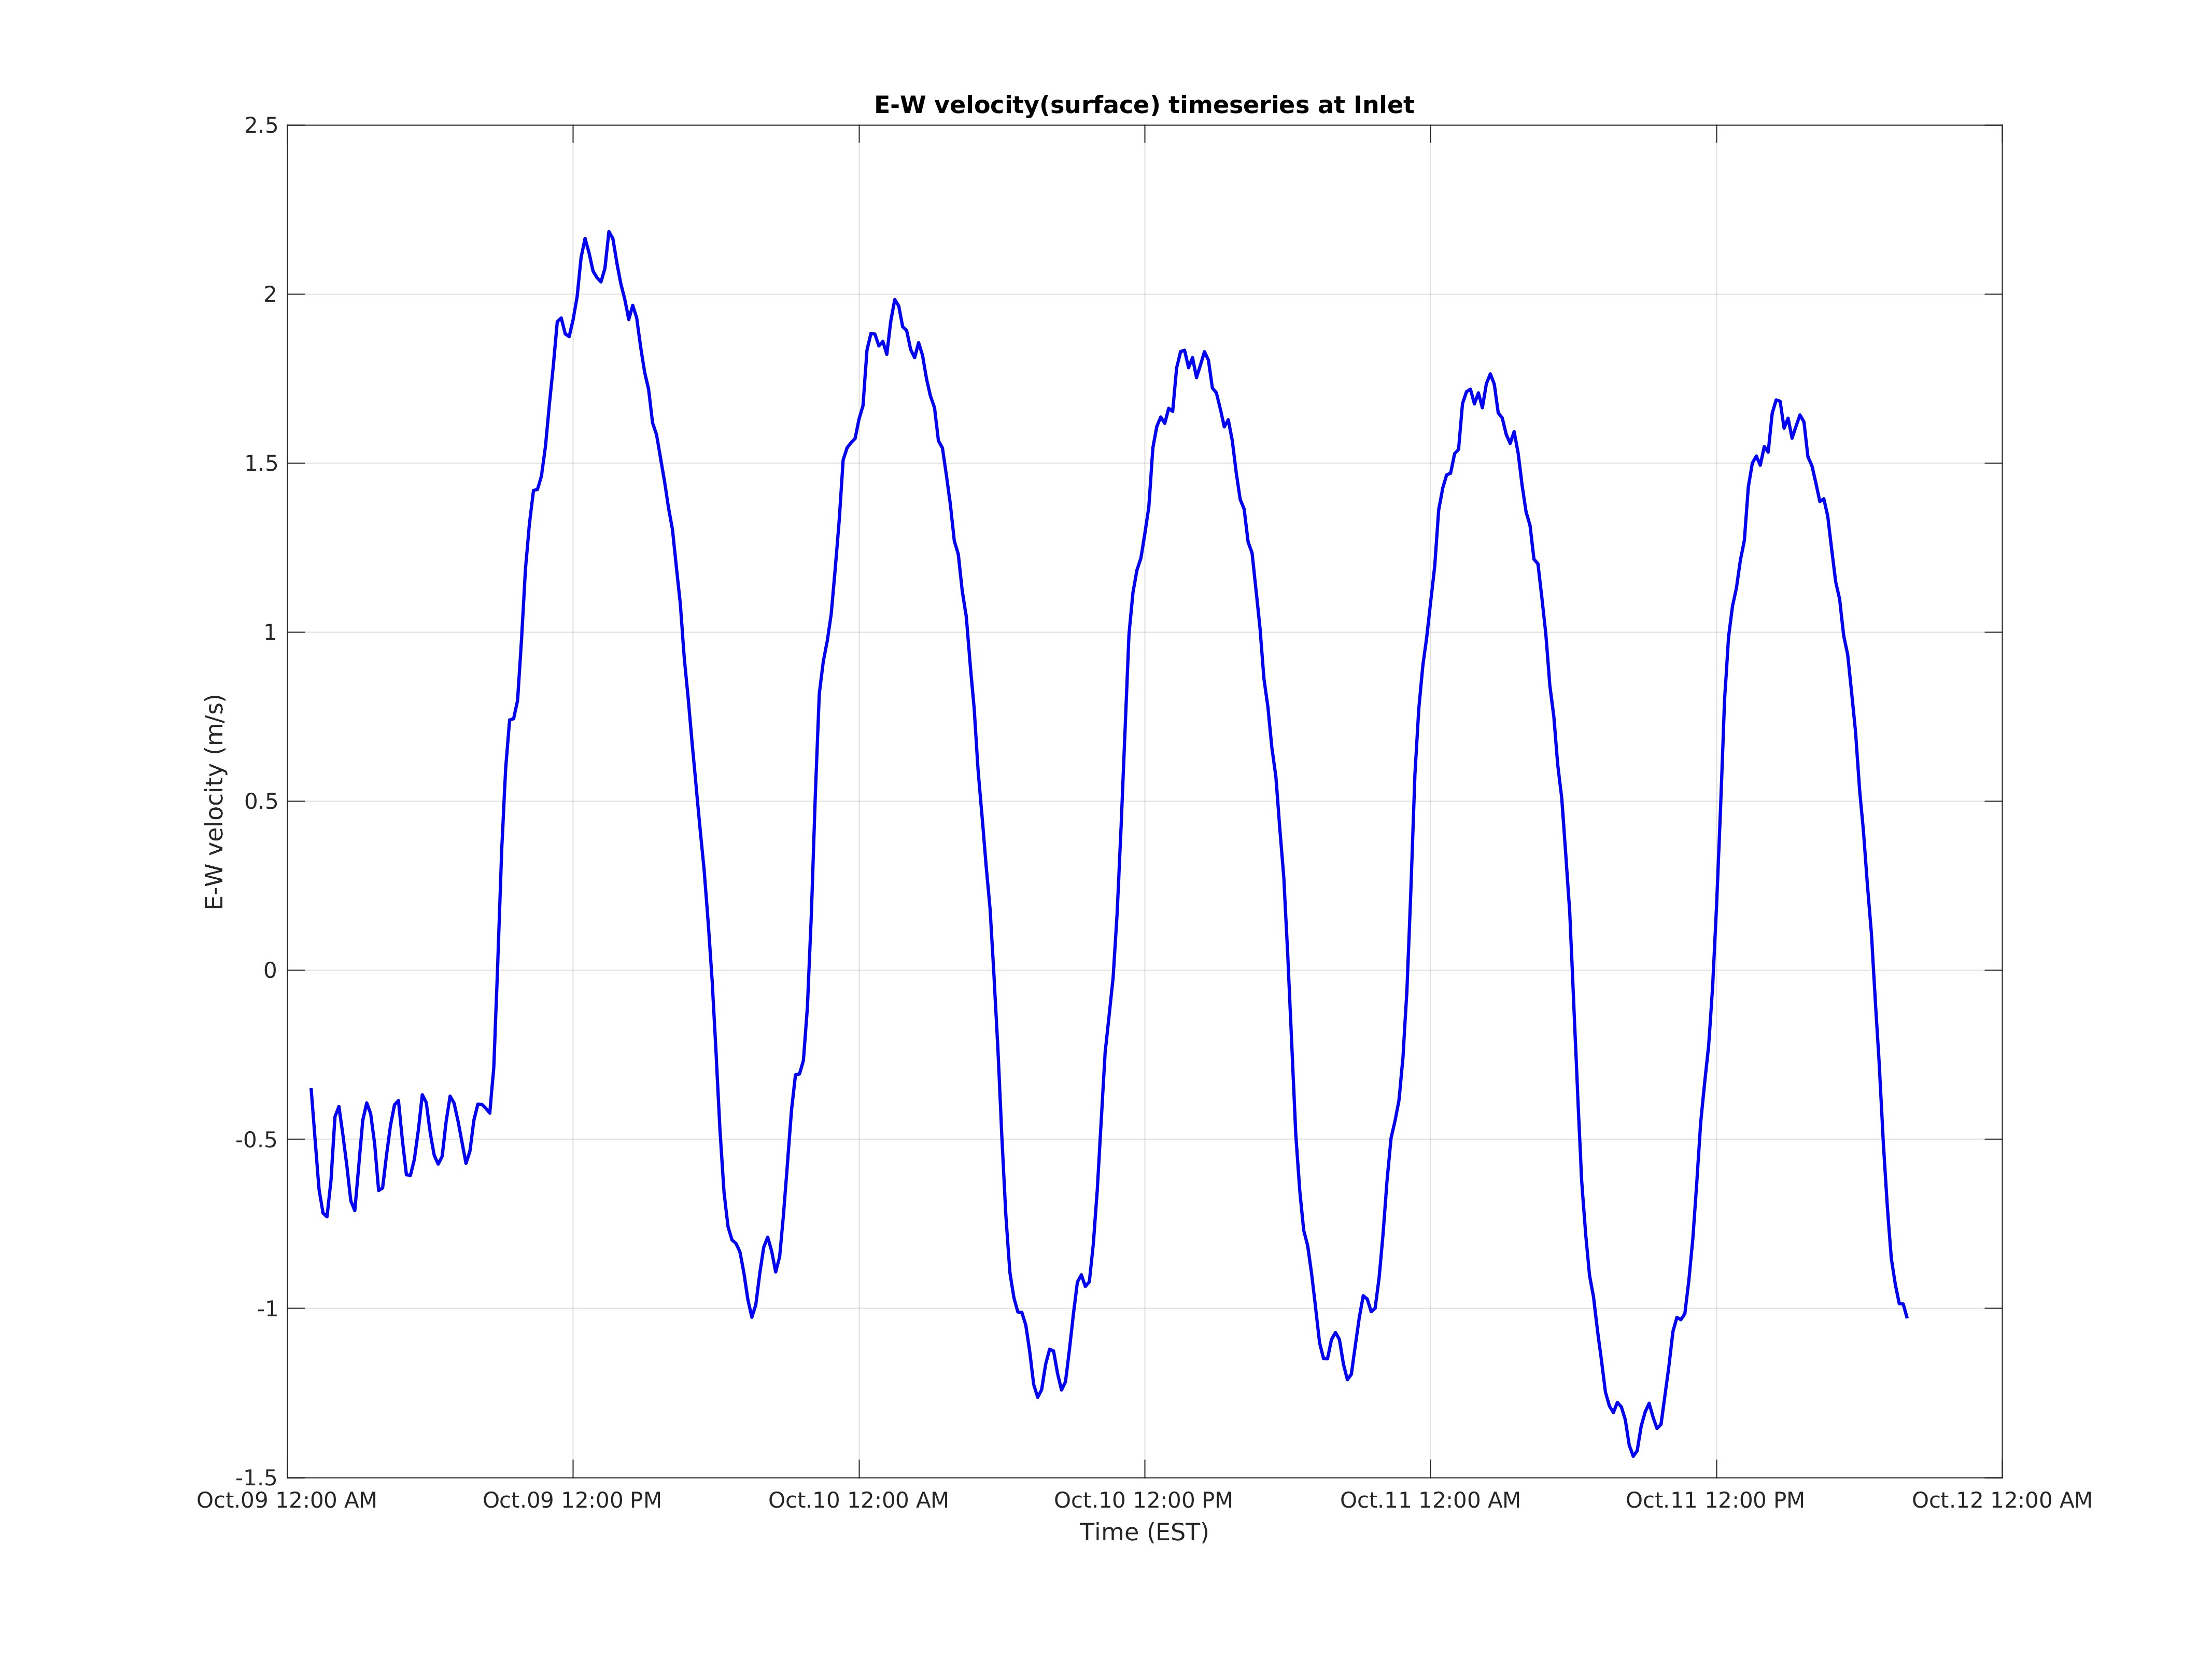 E-W velocity(surface) timeseries at Inlet
2.5
2
1.5
1
0.5
0
-0.5
-1
-1.5
E-W velocity (m/s)
Oct.09 12:00 AM Oct.09 12:00 PM Oct.10 12:00 AM Oct.10 12:00 PM Oct.11 12:00 AM Oct.11 12:00 PM Oct.12 12:00 AM
Time (EST)